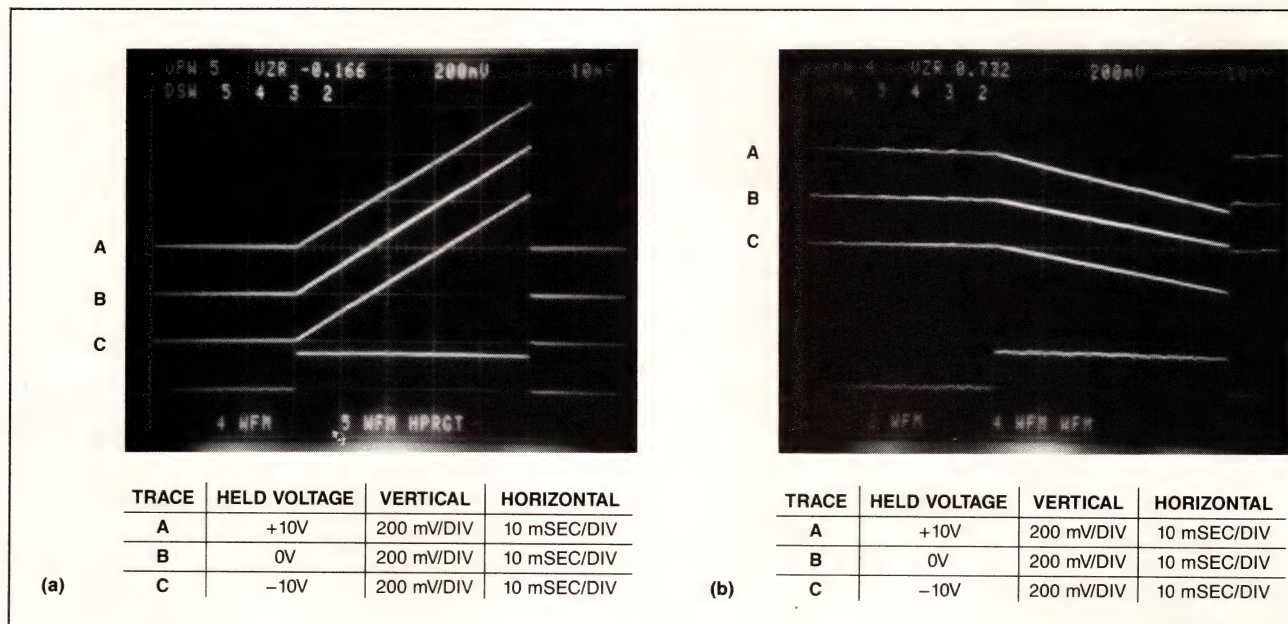 VZR -0.166 200mV
DSW 5 4 3 2
A
B
C
4 WFM 5 WFM HPRCT
TRACE HELD VOLTAGE VERTICAL HORIZONTAL
A +10V 200 mV/DIV 10 mSEC/DIV
B 0V 200 mV/DIV 10 mSEC/DIV
C −10V 200 mV/DIV 10 mSEC/DIV
(a)
VZR 0.732 200mV
5 4 3 2
A
B
C
4 WFM WFM
TRACE HELD VOLTAGE VERTICAL HORIZONTAL
A +10V 200 mV/DIV 10 mSEC/DIV
B 0V 200 mV/DIV 10 mSEC/DIV
C −10V 200 mV/DIV 10 mSEC/DIV
(b)